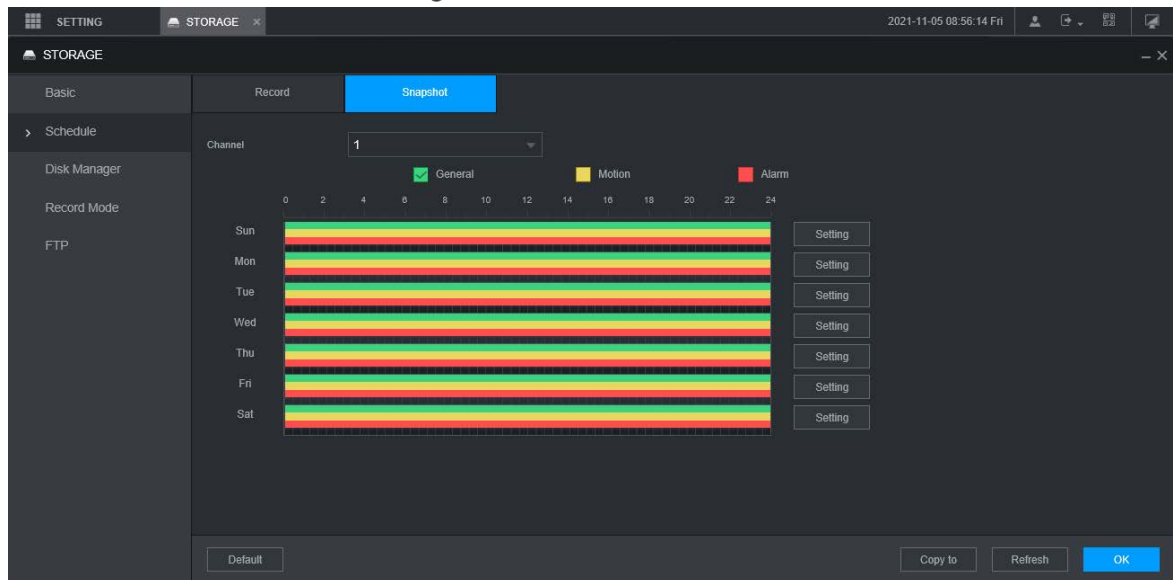 SETTING STORAGE × 2021-11-05 08:56:14 Fri
STORAGE
Basic
Schedule
Disk Manager
Record Mode
FTP
Record Snapshot
Channel 1
General Motion Alarm
0 2 4 6 8 10 12 14 16 18 20 22 24
Sun Setting
Mon Setting
Tue Setting
Wed Setting
Thu Setting
Fri Setting
Sat Setting
Default Copy to Refresh OK